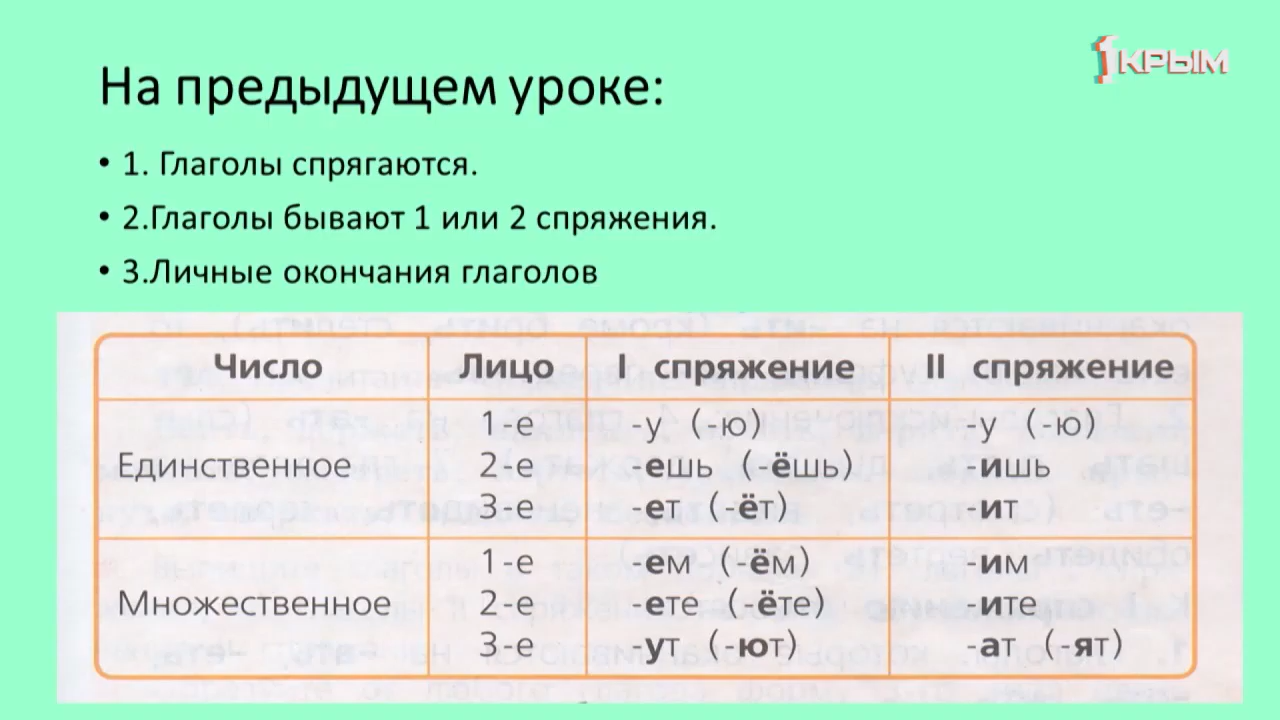 1КРЫМ
На предыдущем уроке:
• 1. Глаголы спрягаются.
• 2.Глаголы бывают 1 или 2 спряжения.
• 3.Личные окончания глаголов
Число Лицо I спряжение II спряжение
1-е -у (-ю) -у (-ю)
Единственное 2-е -ешь (-ёшь) -ишь
3-е -ет (-ёт) -ит
1-е -ем (-ём) -им
Множественное 2-е -ете (-ёте) -ите
3-е -ут (-ют) -ат (-ят)